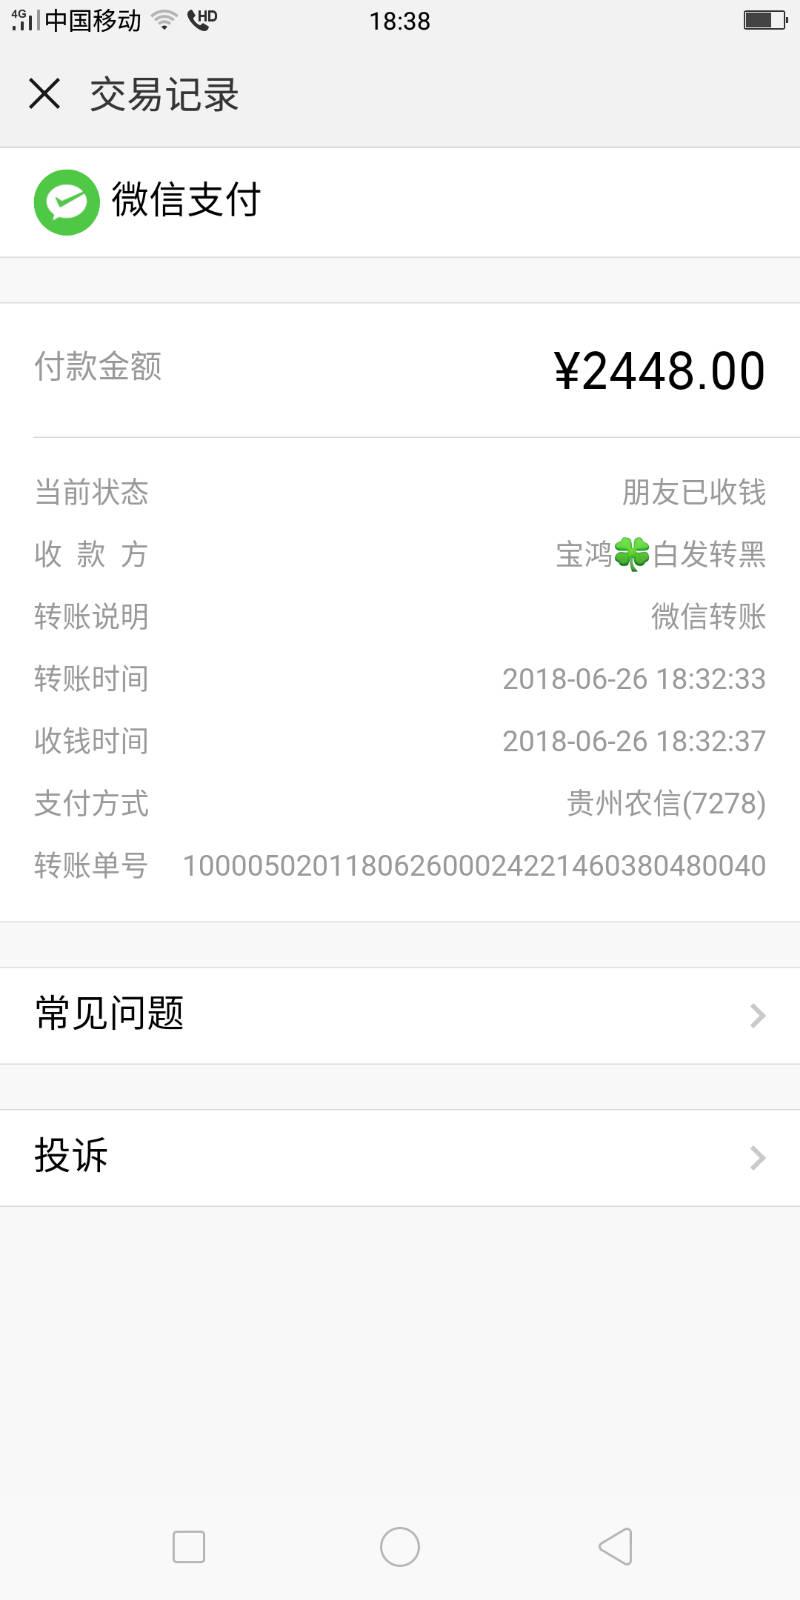 4G 中国移动 HD 18:38
交易记录
微信支付
付款金额 ¥2448.00
当前状态 朋友已收钱
收款方 宝鸿🍀白发转黑
转账说明 微信转账
转账时间 2018-06-26 18:32:33
收钱时间 2018-06-26 18:32:37
支付方式 贵州农信(7278)
转账单号 100005020118062600024221460380480040
常见问题
投诉